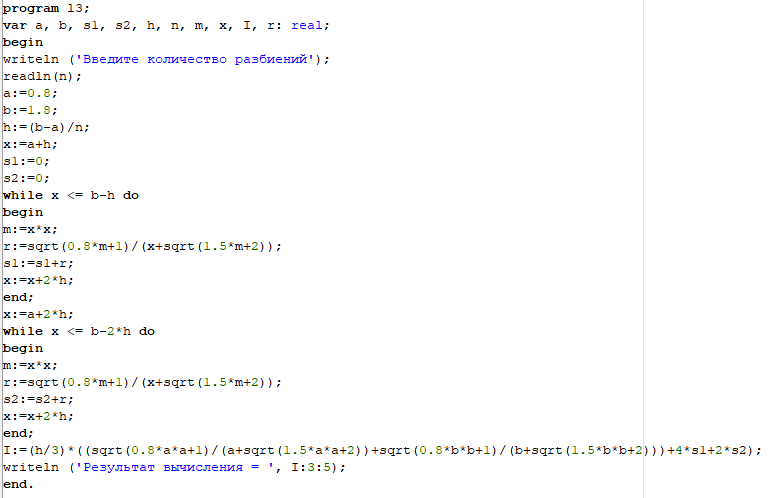 program l3;
var a, b, s1, s2, h, n, m, x, I, r: real;
begin
writeln ('Введите количество разбиений');
readln(n);
a:=0.8;
b:=1.8;
h:=(b-a)/n;
x:=a+h;
s1:=0;
s2:=0;
while x <= b-h do
begin
m:=x*x;
r:=sqrt(0.8*m+1)/(x+sqrt(1.5*m+2));
s1:=s1+r;
x:=x+2*h;
end;
x:=a+2*h;
while x <= b-2*h do
begin
m:=x*x;
r:=sqrt(0.8*m+1)/(x+sqrt(1.5*m+2));
s2:=s2+r;
x:=x+2*h;
end;
I:=(h/3)*((sqrt(0.8*a*a+1)/(a+sqrt(1.5*a*a+2))+sqrt(0.8*b*b+1)/(b+sqrt(1.5*b*b+2)))+4*s1+2*s2);
writeln ('Результат вычисления = ', I:3:5);
end.